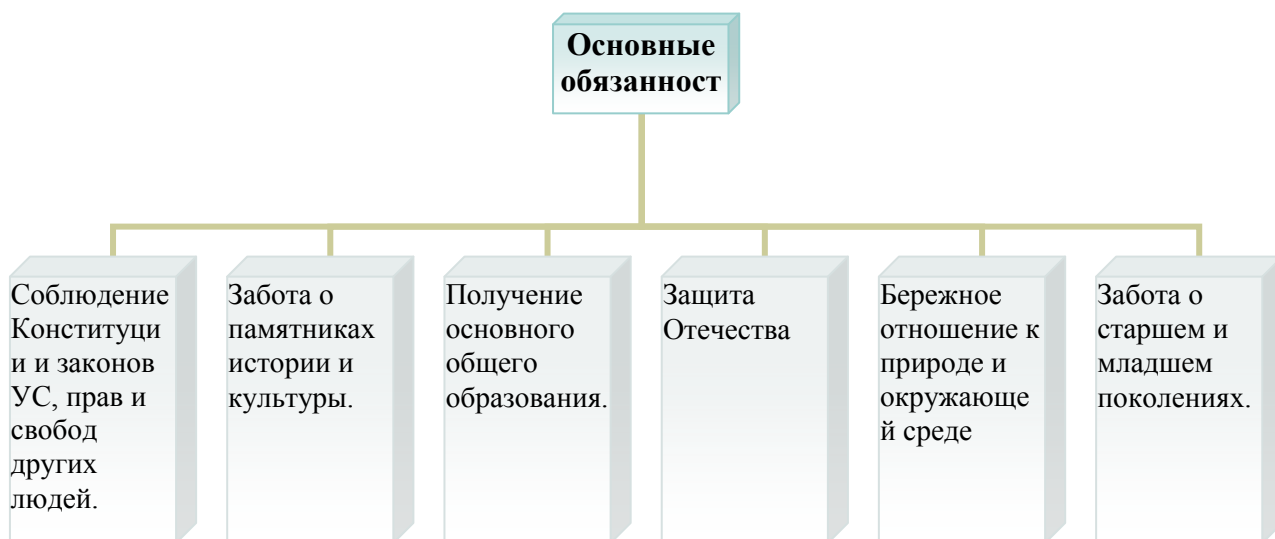 Основные
обязанност
Соблюдение
Конституци
и и законов
УС, прав и
свобод
других
людей.
Забота о
памятниках
истории и
культуры.
Получение
основного
общего
образования.
Защита
Отечества
Бережное
отношение к
природе и
окружающе
й среде
Забота о
старшем и
младшем
поколениях.